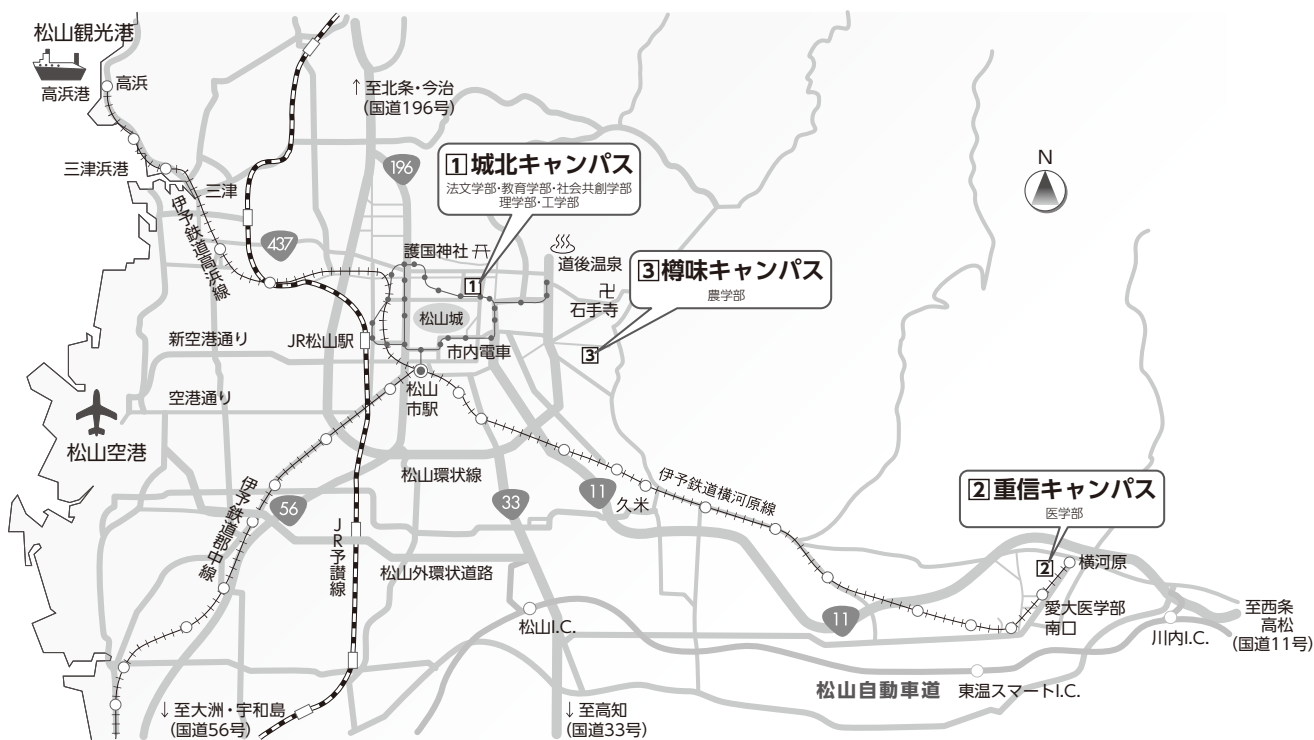 松山観光港
高浜港
高浜
↑至北条・今治
(国道196号)
三津浜港
三津
伊予鉄道高浜線
196
437
1 城北キャンパス
法文学部・教育学部・社会共創学部
理学部・工学部
N
護国神社
道後温泉
石手寺
3 樽味キャンパス
農学部
1
松山城
3
新空港通り
JR松山駅
市内電車
空港通り
松山
市駅
松山空港
松山環状線
伊予鉄道郡中線
56
33
11
久米
伊予鉄道横河原線
2 重信キャンパス
医学部
JR予讃線
松山外環状道路
2
横河原
愛大医学部
南口
11
松山I.C.
川内I.C.
至西条
高松
(国道11号)
松山自動車道
東温スマートI.C.
↓至大洲・宇和島
(国道56号)
↓至高知
(国道33号)